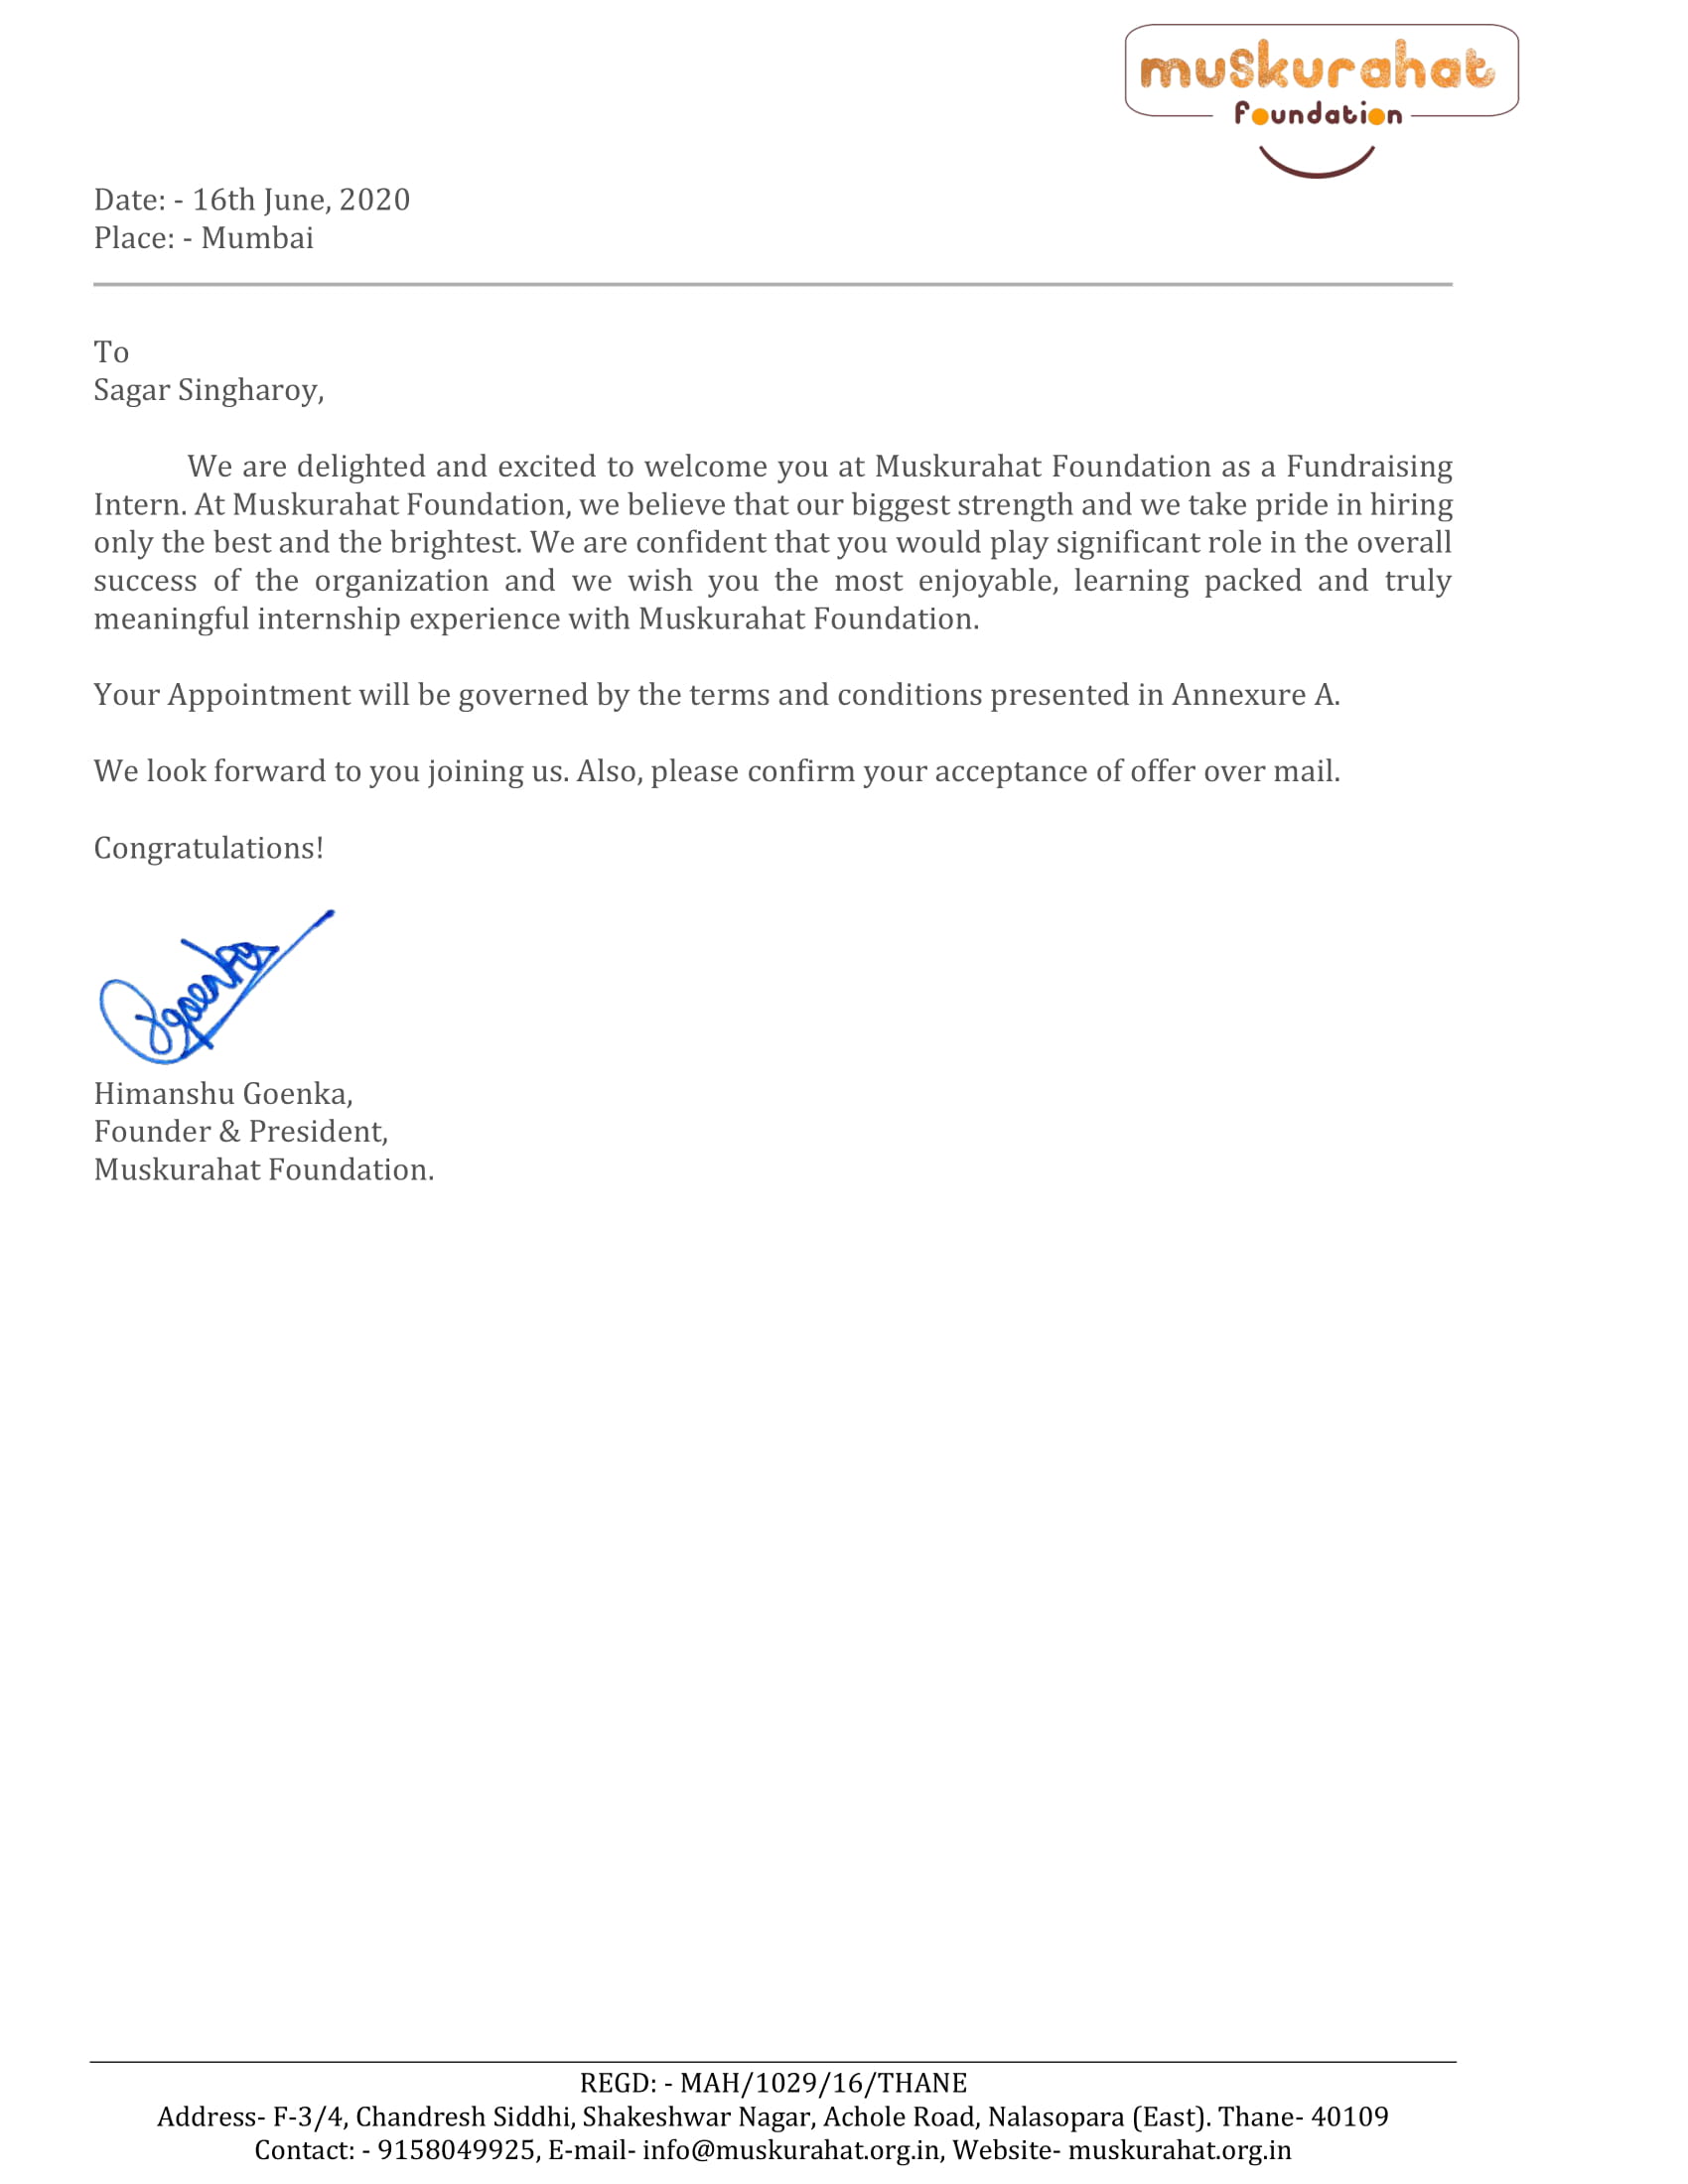 muskurahat
foundation
Date: - 16th June, 2020
Place: - Mumbai
To
Sagar Singharoy,
We are delighted and excited to welcome you at Muskurahat Foundation as a Fundraising
Intern. At Muskurahat Foundation, we believe that our biggest strength and we take pride in hiring
only the best and the brightest. We are confident that you would play significant role in the overall
success of the organization and we wish you the most enjoyable, learning packed and truly
meaningful internship experience with Muskurahat Foundation.
Your Appointment will be governed by the terms and conditions presented in Annexure A.
We look forward to you joining us. Also, please confirm your acceptance of offer over mail.
Congratulations!
Himanshu Goenka,
Founder & President,
Muskurahat Foundation.
REGD: - MAH/1029/16/THANE
Address- F-3/4, Chandresh Siddhi, Shakeshwar Nagar, Achole Road, Nalasopara (East). Thane- 40109
Contact: - 9158049925, E-mail- info@muskurahat.org.in, Website- muskurahat.org.in